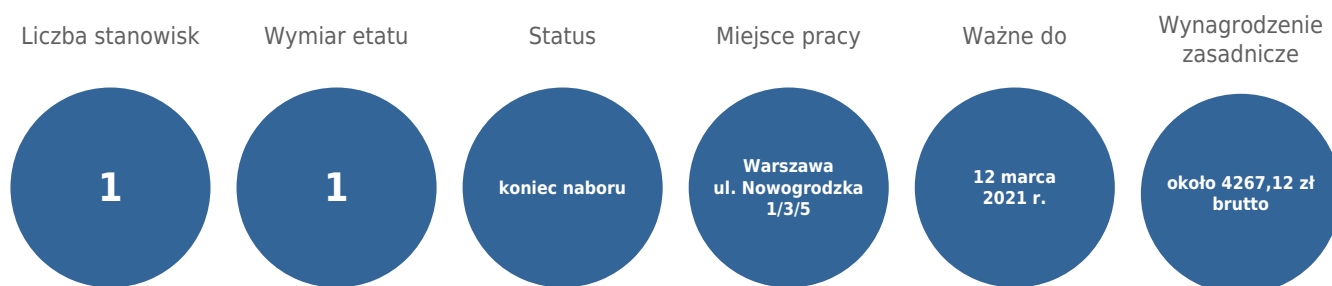 Liczba stanowisk
1
Wymiar etatu
1
Status
koniec naboru
Miejsce pracy
Warszawa
ul. Nowogrodzka
1/3/5
Ważne do
12 marca
2021 r.
Wynagrodzenie
zasadnicze
około 4267,12 zł
brutto